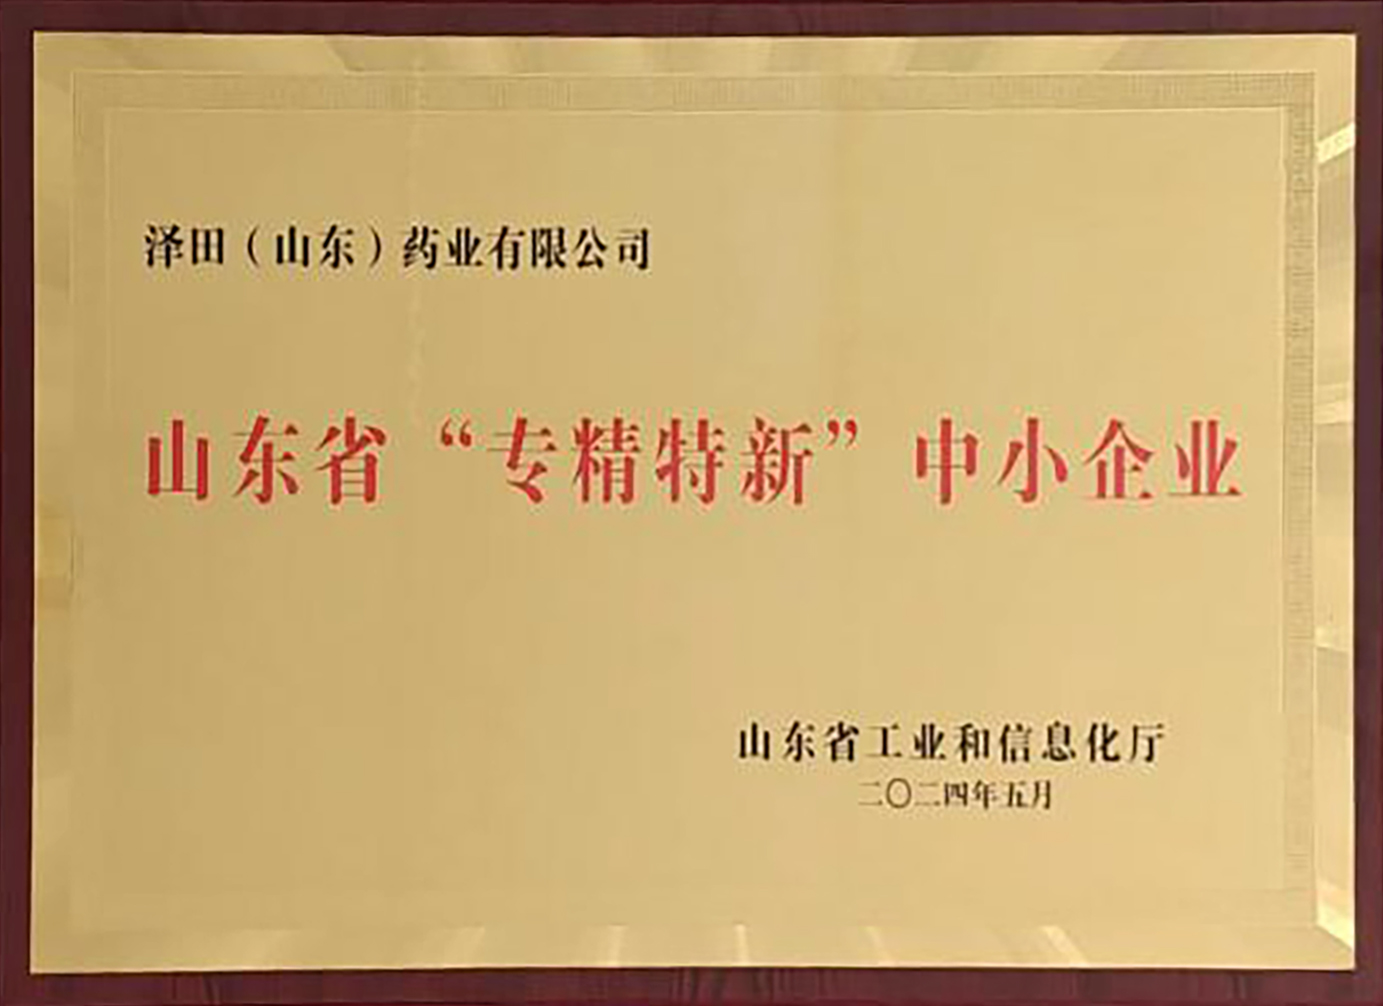 泽田（山东）药业有限公司
山东省“专精特新”中小企业
山东省工业和信息化厅
二〇二四年五月